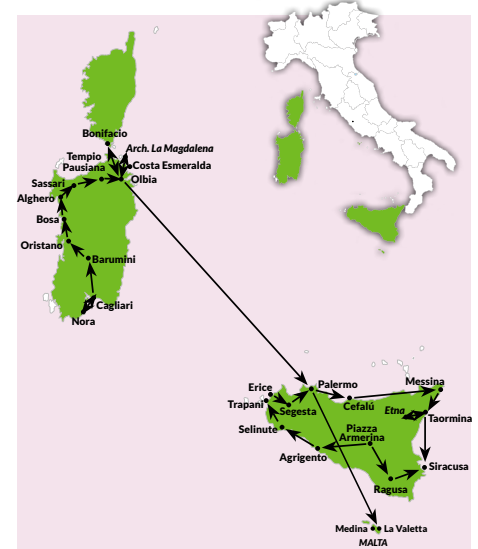 Bonifacio
Arch. La Magdalena
Tempio
Pausiana
Costa Esmeralda
Sassari
Olbia
Alghero
Bosa
Oristano
Barumini
Cagliari
Nora
Erice
Palermo
Messina
Trapani
Segesta
Cefalú
Etna
Taormina
Selinute
Piazza
Armerina
Agrigento
Siracusa
Ragusa
Medina
La Valetta
MALTA